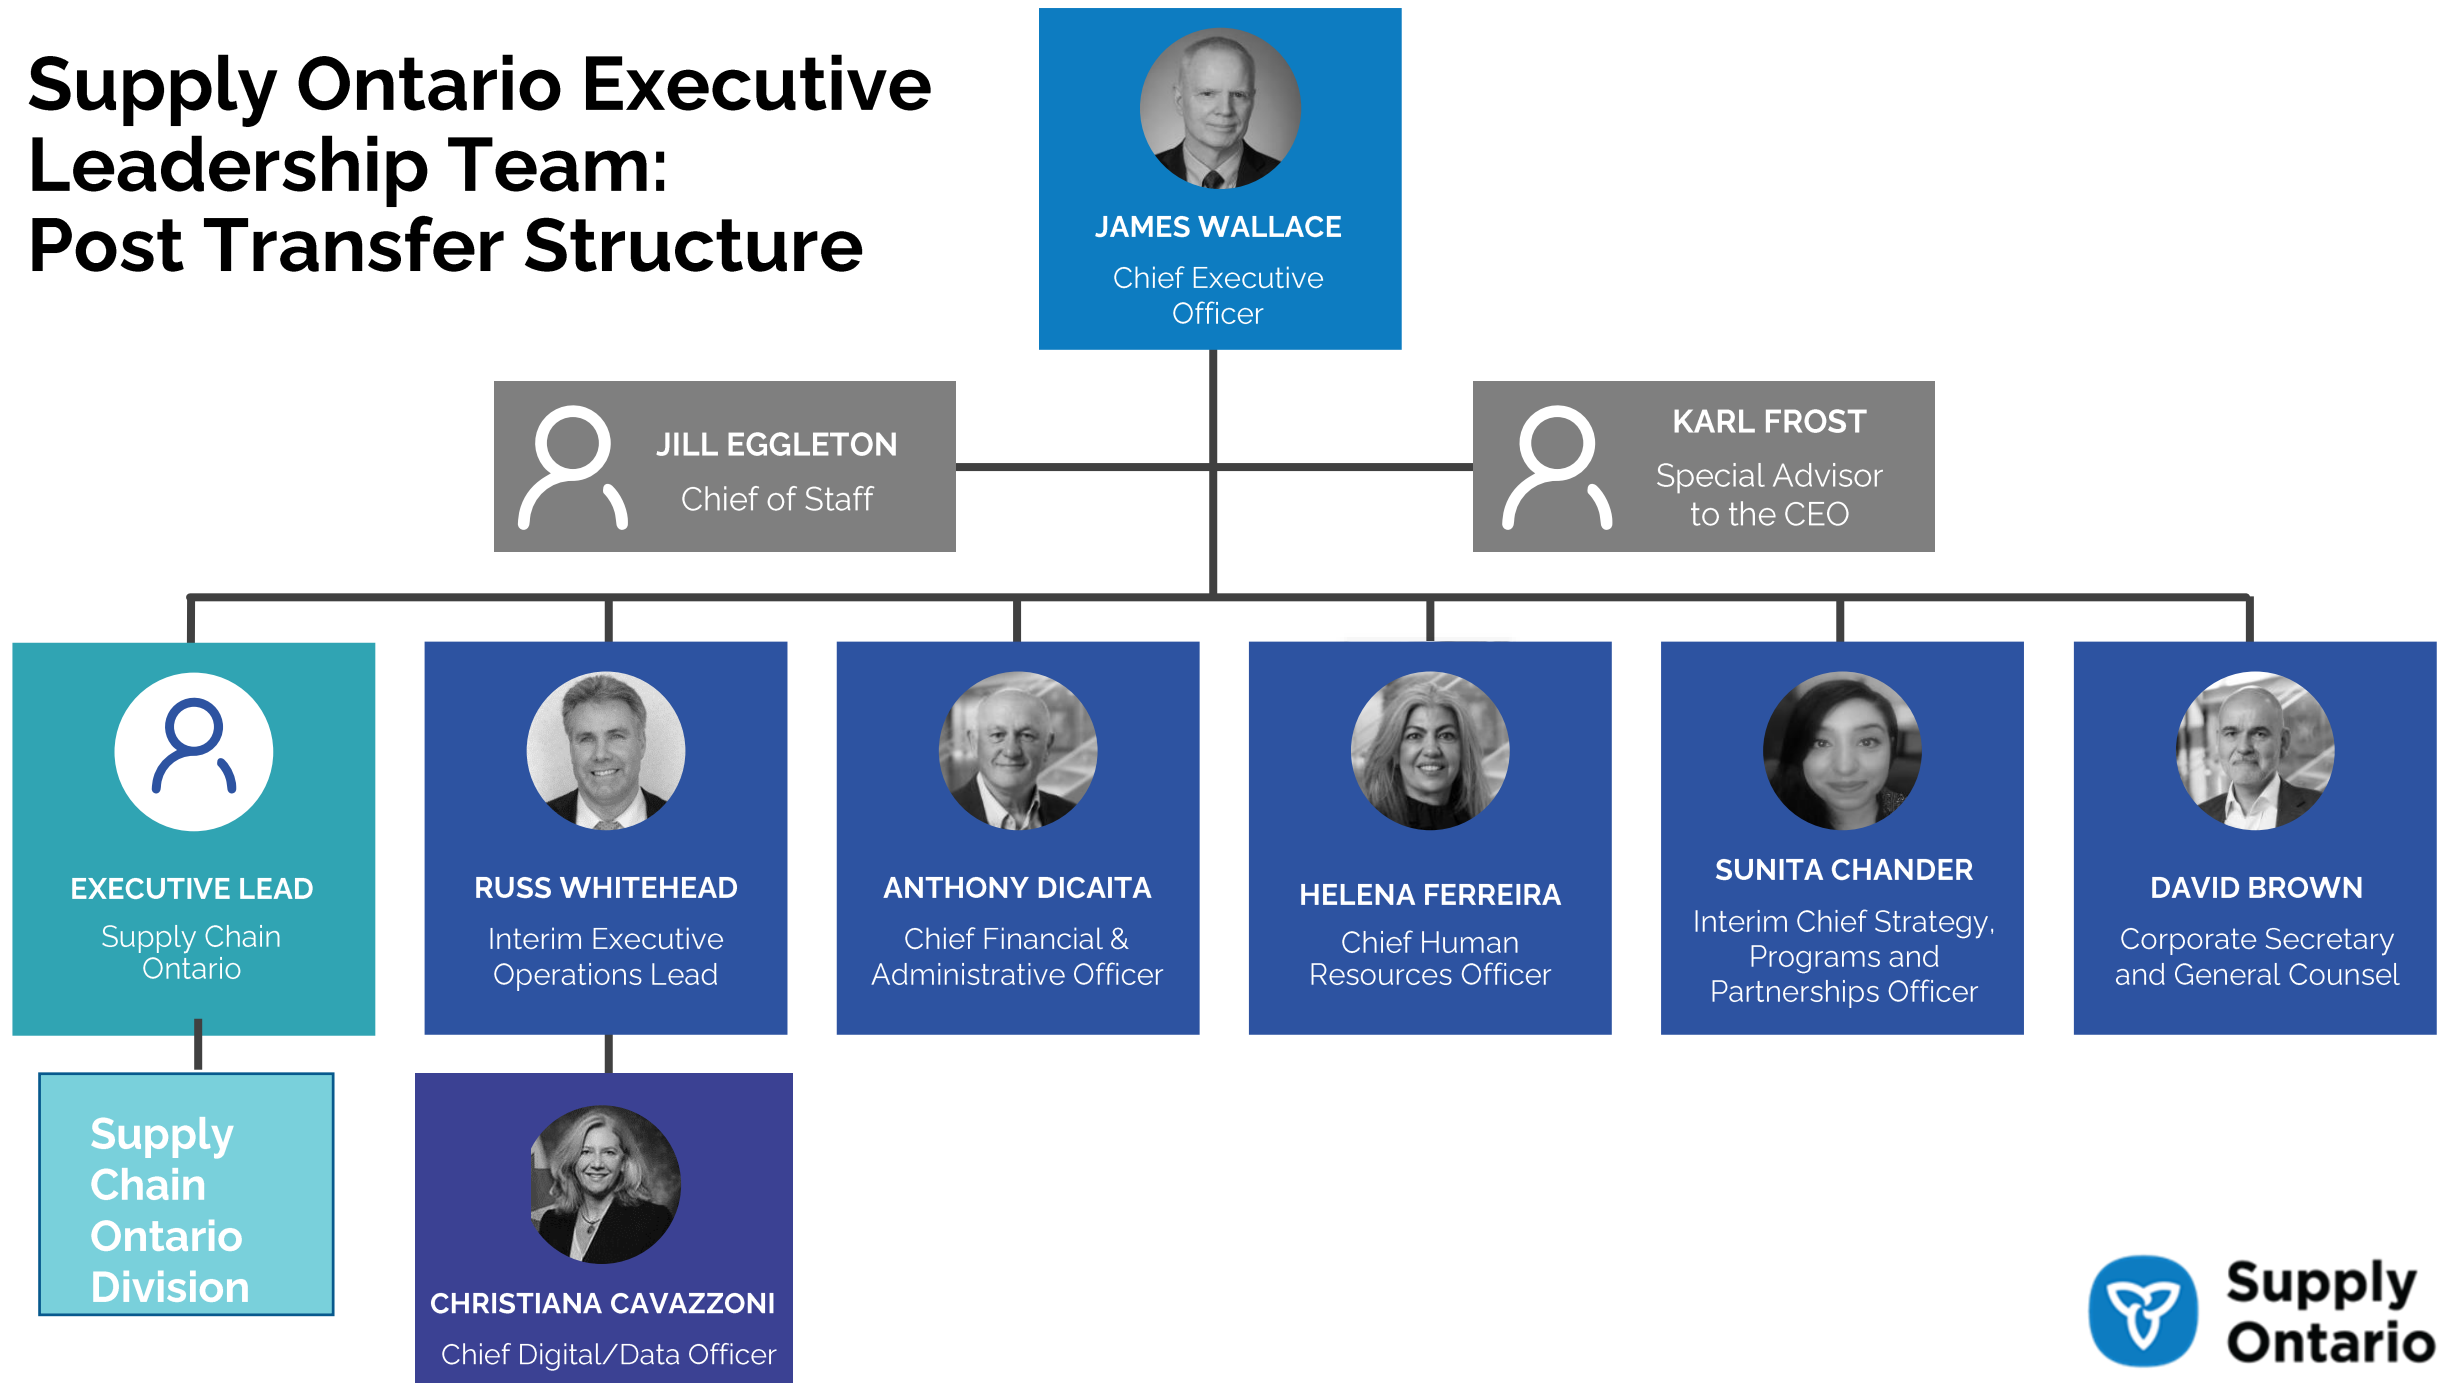 Supply Ontario Executive
Leadership Team:
Post Transfer Structure
JAMES WALLACE
Chief Executive
Officer
JILL EGGLETON
Chief of Staff
KARL FROST
Special Advisor
to the CEO
EXECUTIVE LEAD
Supply Chain
Ontario
RUSS WHITEHEAD
Interim Executive
Operations Lead
ANTHONY DICAITA
Chief Financial &
Administrative Officer
HELENA FERREIRA
Chief Human
Resources Officer
SUNITA CHANDER
Interim Chief Strategy,
Programs and
Partnerships Officer
DAVID BROWN
Corporate Secretary
and General Counsel
Supply
Chain
Ontario
Division
CHRISTIANA CAVAZZONI
Chief Digital/Data Officer
Supply
Ontario